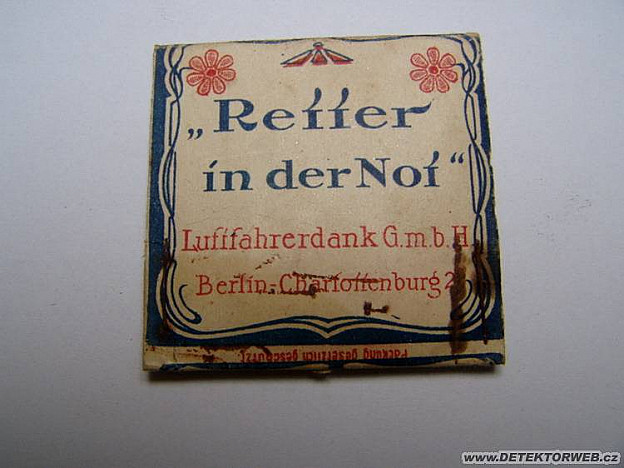 „Retter
in der Not“
Luftfahrerdank G.m.b.H.
Berlin-Charlottenburg 2
Packung gesetzlich geschützt
www.DETEKTORWEB.cz